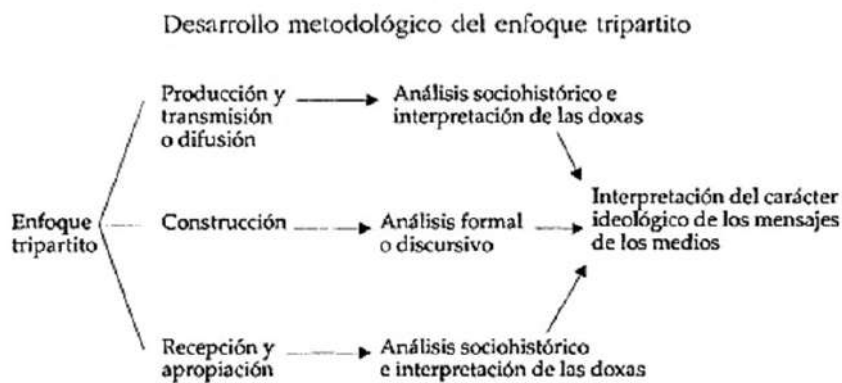 Desarrollo metodológico del enfoque tripartito
Producción y
transmisión
o difusión
Análisis sociohistórico e
interpretación de las doxas
Enfoque
tripartito
Construcción
Análisis formal
o discursivo
Interpretación del carácter
ideológico de los mensajes
de los medios
Recepción y
apropiación
Análisis sociohistórico
e interpretación de las doxas